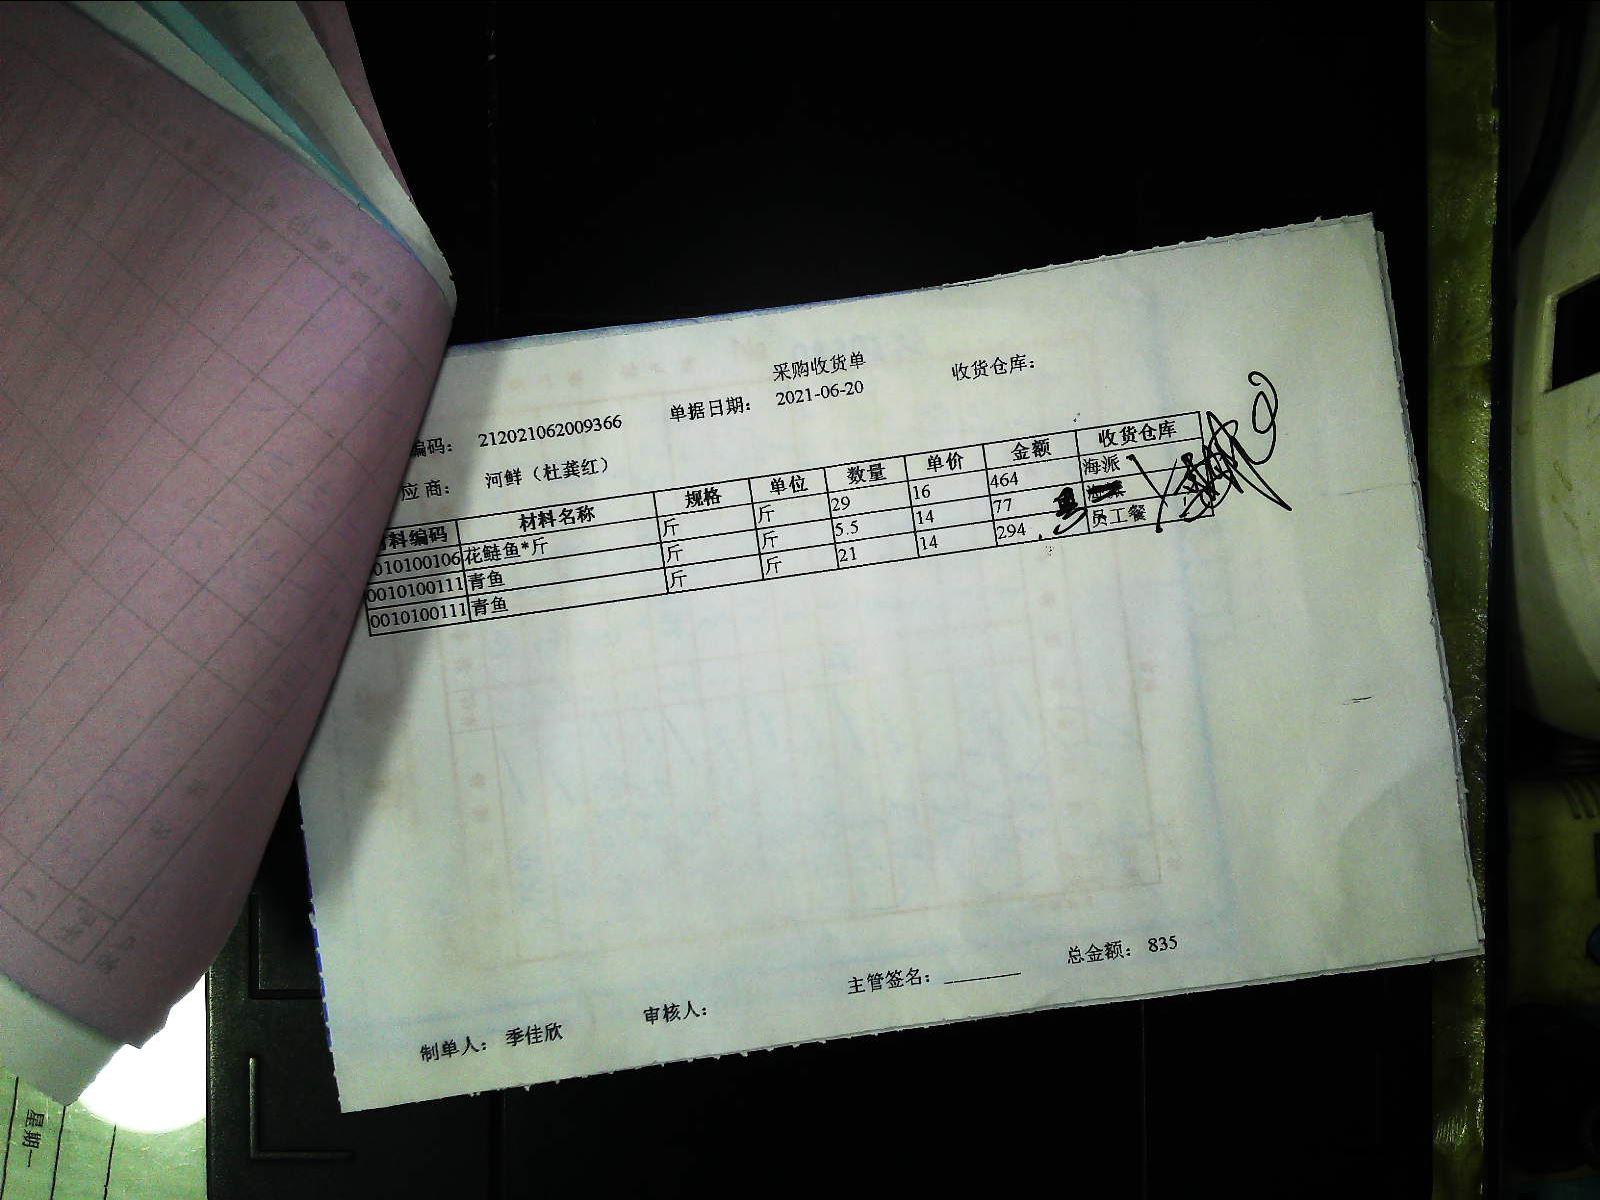 采购收货单
编码： 212021062009366 单据日期： 2021-06-20 收货仓库：
应商： 河鲜（杜龚红）
料编码 材料名称 规格 单位 数量 单价 金额 收货仓库
010100106 花鲢鱼*斤 斤 斤 29 16 464 海派
0010100111 青鱼 斤 斤 5.5 14 77
0010100111 青鱼 斤 斤 21 14 294 员工餐
总金额： 835
制单人： 季佳欣 审核人： 主管签名：
星期一